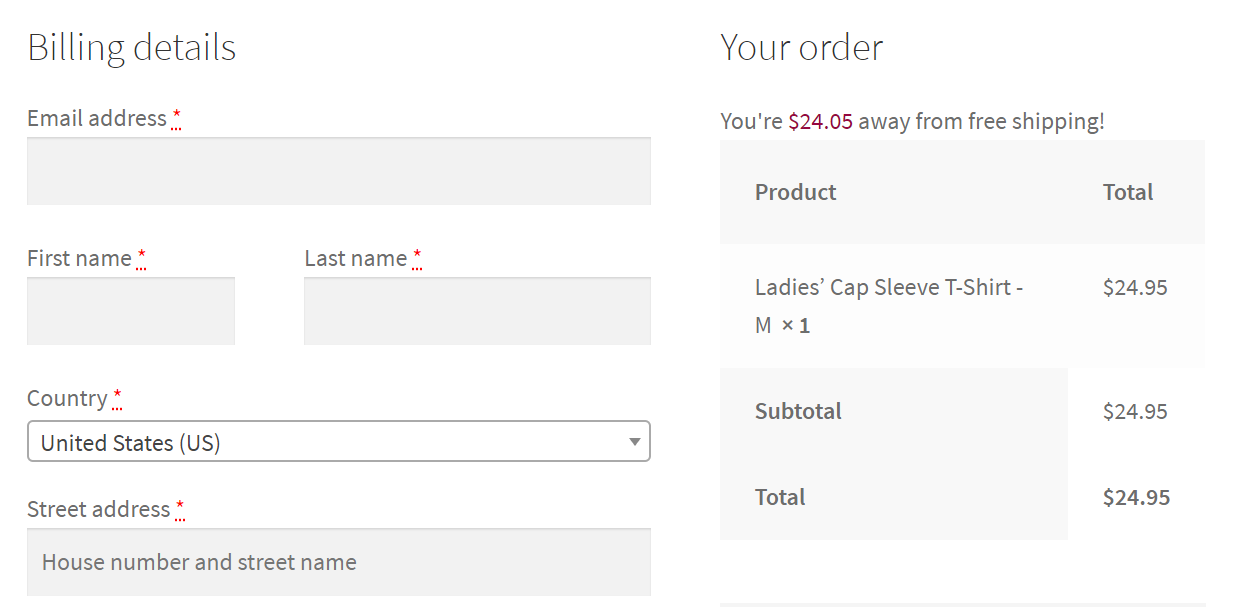 Billing details
Email address *
First name *
Last name *
Country *
United States (US)
Street address *
House number and street name
Your order
You're $24.05 away from free shipping!
Product Total
Ladies’ Cap Sleeve T-Shirt - $24.95
M × 1
Subtotal $24.95
Total $24.95